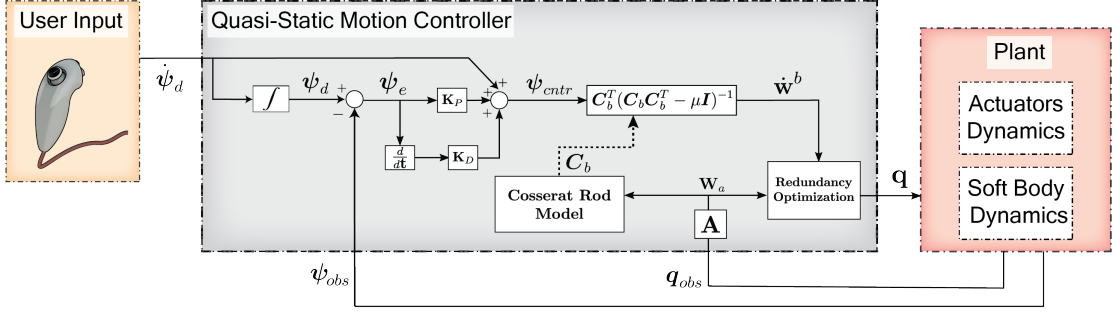 User Input
Quasi-Static Motion Controller
Plant
ψ̇_d
∫
ψ_d
+
−
ψ_e
K_P
d/dt
K_D
+
+
+
ψ_cntr
C_b^T(C_b C_b^T − μI)^{-1}
ẇ^b
C_b
Cosserat Rod
Model
W_a
A
Redundancy
Optimization
q
Actuators
Dynamics
Soft Body
Dynamics
ψ_obs
q_obs